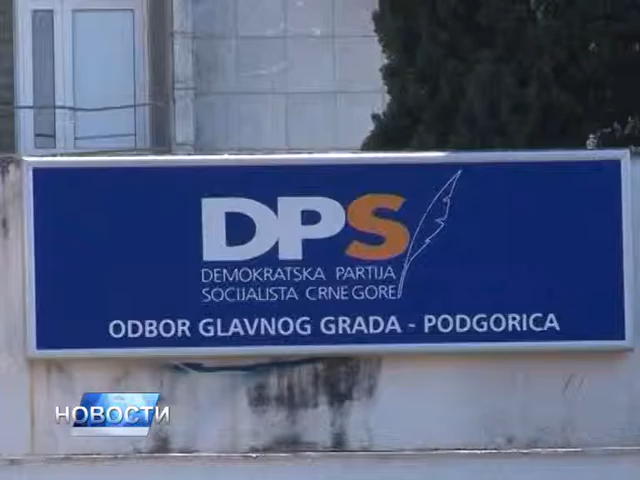 DPS
DEMOKRATSKA PARTIJA
SOCIJALISTA CRNE GORE
ODBOR GLAVNOG GRADA - PODGORICA
НОВОСТИ